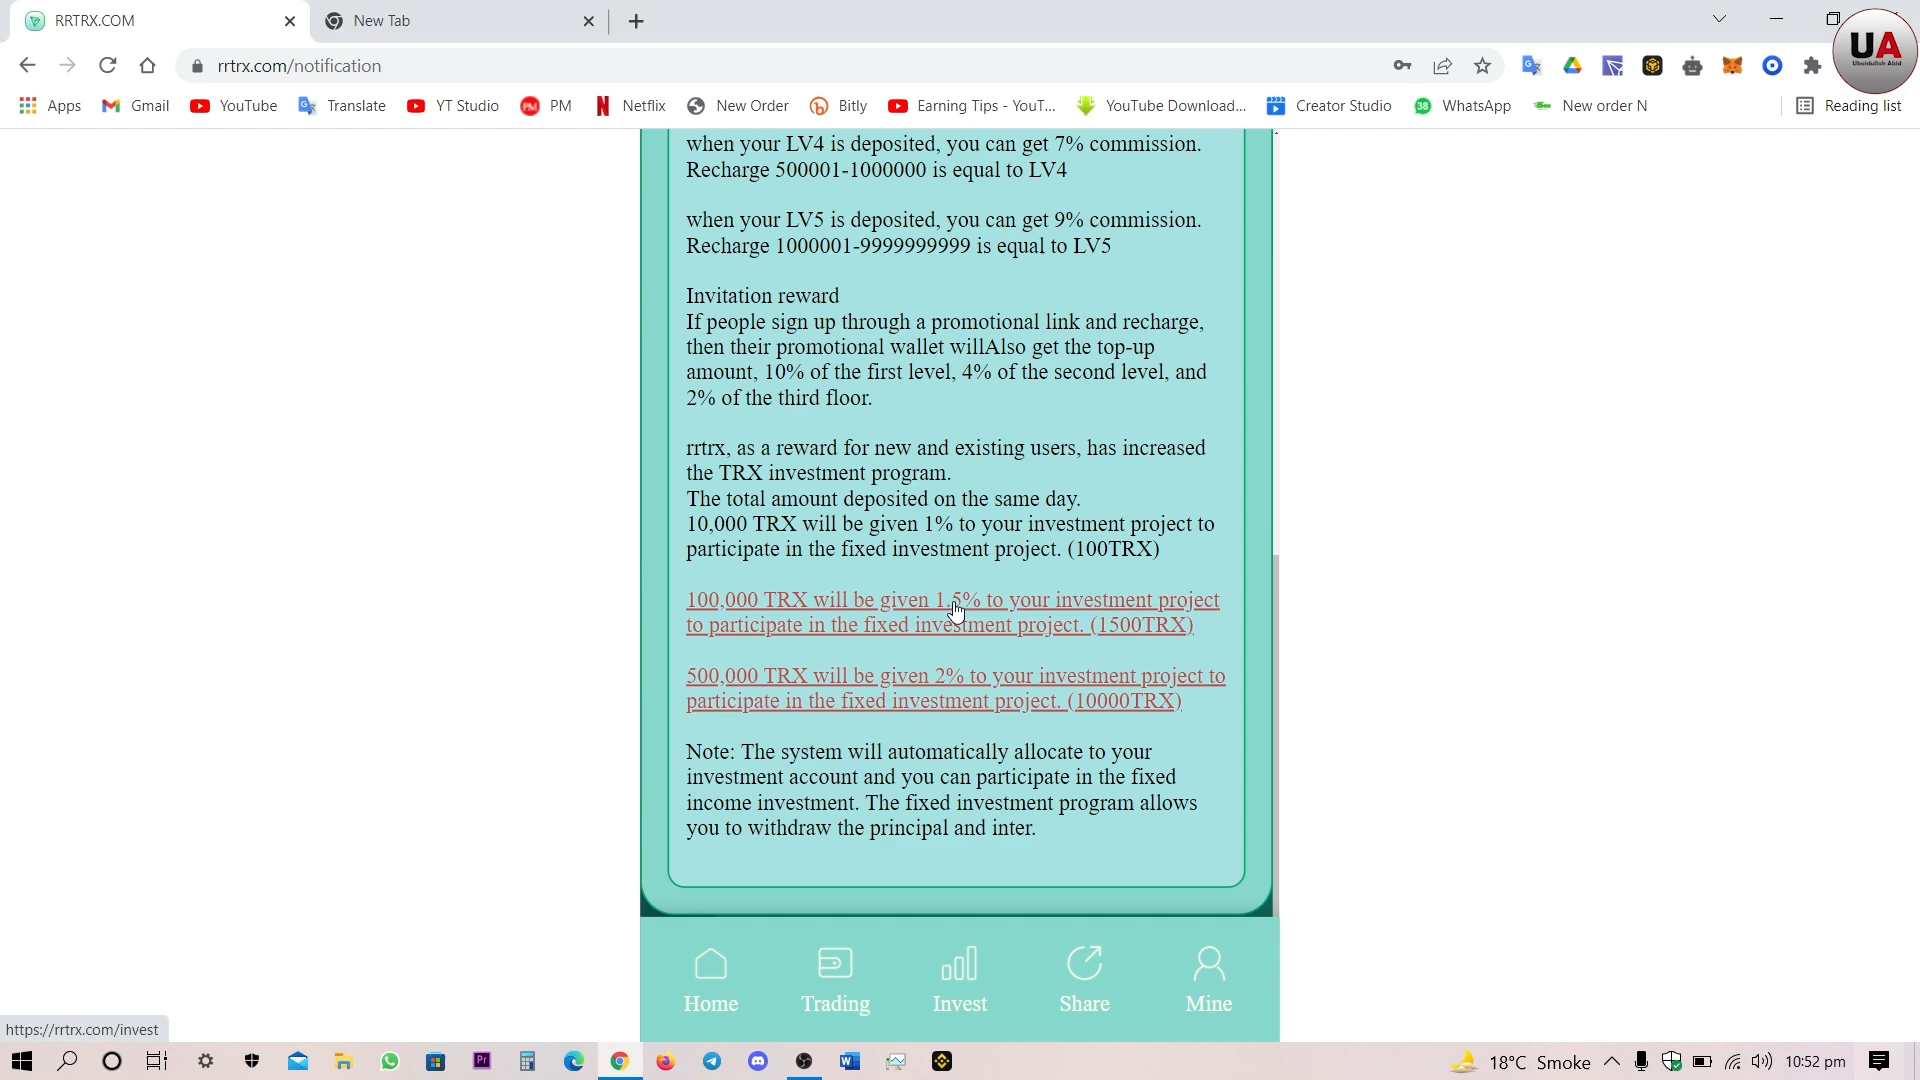 RRTRX.COM
New Tab
rrtrx.com/notification
UA
Ubaidullah Abid
Apps
Gmail
YouTube
Translate
YT Studio
PM
PM
Netflix
New Order
Bitly
Earning Tips - YouT...
YouTube Download...
Creator Studio
38
WhatsApp
New order N
Reading list
when your LV4 is deposited, you can get 7% commission.
Recharge 500001-1000000 is equal to LV4
when your LV5 is deposited, you can get 9% commission.
Recharge 1000001-9999999999 is equal to LV5
Invitation reward
If people sign up through a promotional link and recharge,
then their promotional wallet willAlso get the top-up
amount, 10% of the first level, 4% of the second level, and
2% of the third floor.
rrtrx, as a reward for new and existing users, has increased
the TRX investment program.
The total amount deposited on the same day.
10,000 TRX will be given 1% to your investment project to
participate in the fixed investment project. (100TRX)
100,000 TRX will be given 1.5% to your investment project
to participate in the fixed investment project. (1500TRX)
500,000 TRX will be given 2% to your investment project to
participate in the fixed investment project. (10000TRX)
Note: The system will automatically allocate to your
investment account and you can participate in the fixed
income investment. The fixed investment program allows
you to withdraw the principal and inter.
Home
Trading
Invest
Share
Mine
https://rrtrx.com/invest
Pr
18°C Smoke
10:52 pm